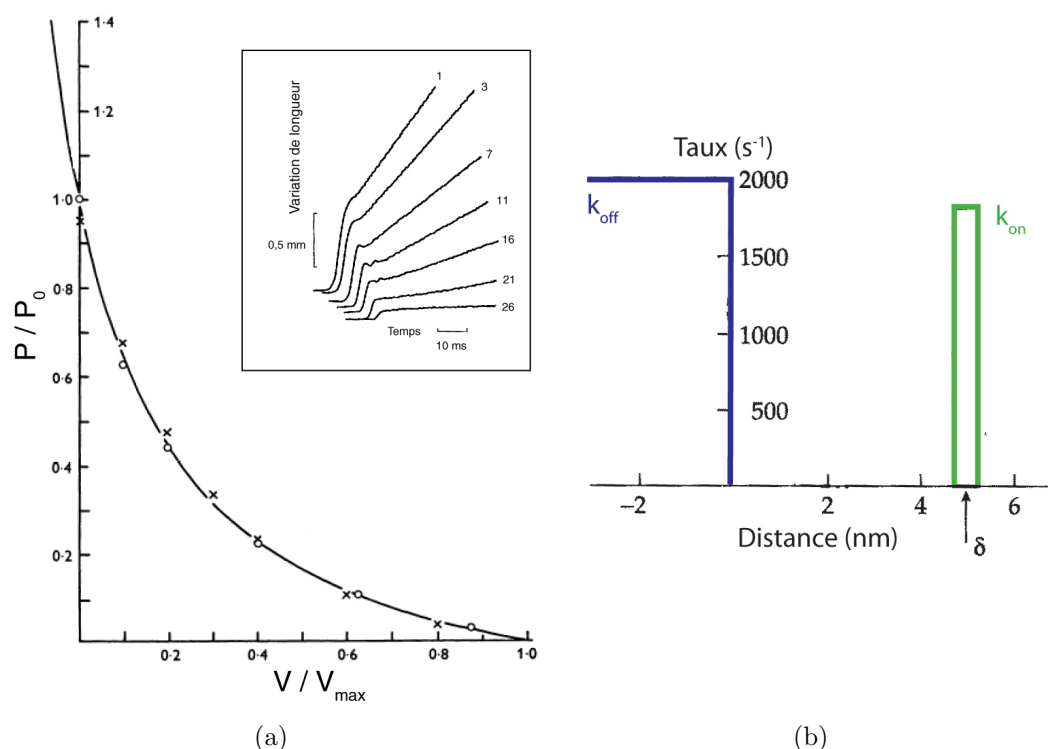 1·4
1·2
1·0
0·8
0·6
0·4
0·2
P / P0
0·2
0·4
0·6
0·8
1·0
V / Vmax
Variation de longueur
0,5 mm
1
3
7
11
16
21
26
Temps
10 ms
(a)
Taux (s-1)
2000
1500
1000
500
koff
kon
−2
2
4
6
Distance (nm)
δ
(b)